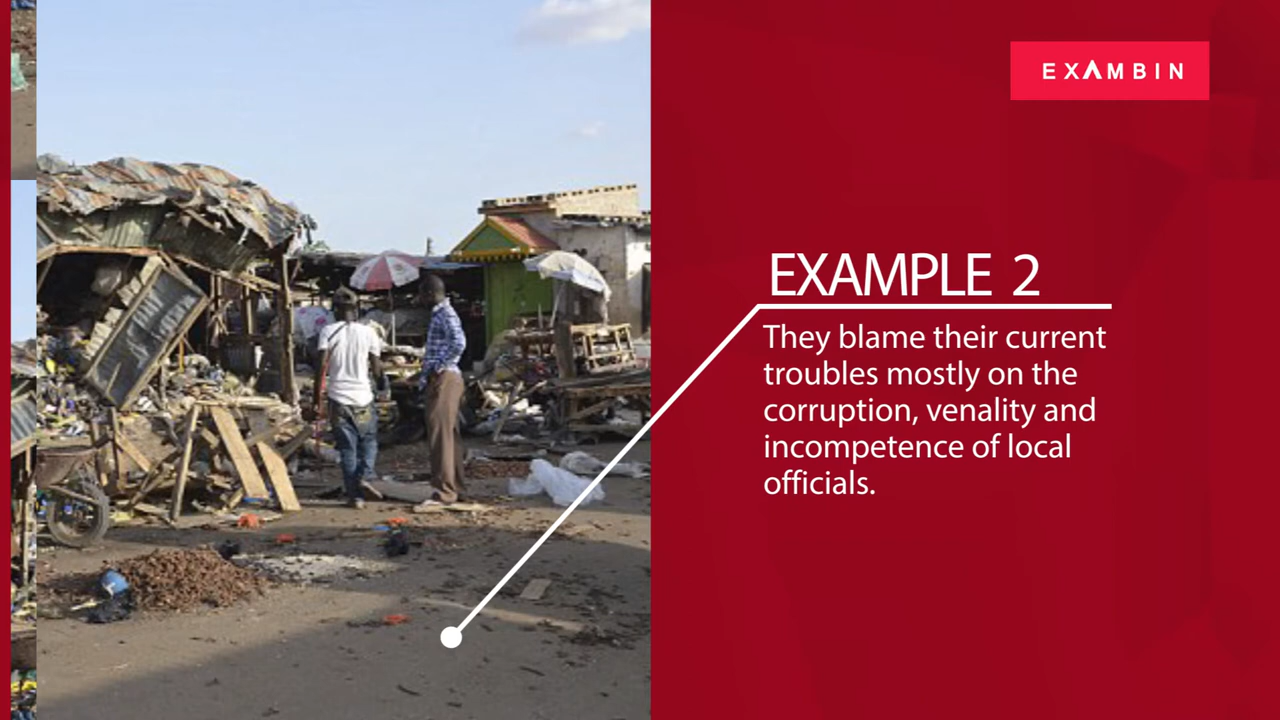 EXAMBIN
EXAMPLE 2
They blame their current
troubles mostly on the
corruption, venality and
incompetence of local
officials.